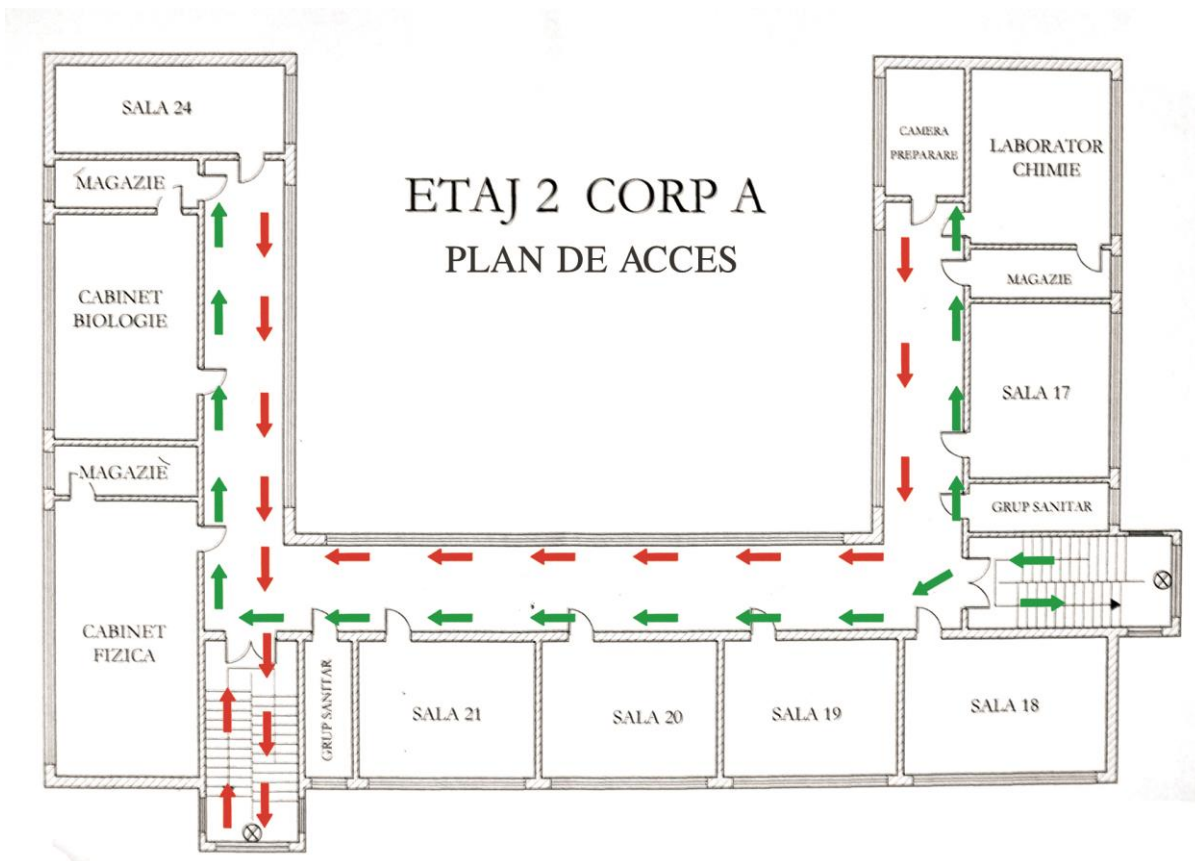 ETAJ 2 CORP A
PLAN DE ACCES
SALA 24
MAGAZIE
CABINET
BIOLOGIE
MAGAZIE
CABINET
FIZICA
GRUP SANITAR
SALA 21
SALA 20
SALA 19
SALA 18
CAMERA
PREPARARE
LABORATOR
CHIMIE
MAGAZIE
SALA 17
GRUP SANITAR